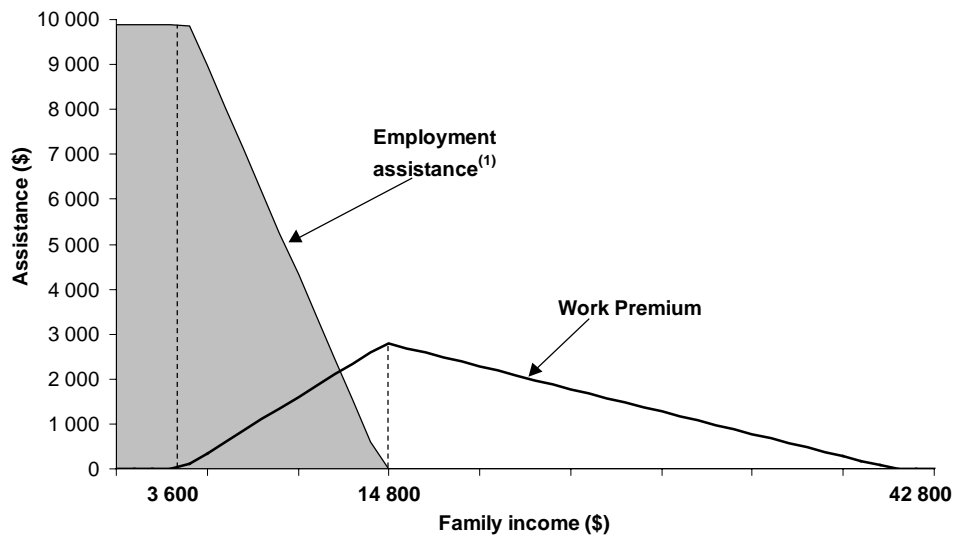 10 000
9 000
8 000
7 000
6 000
5 000
4 000
3 000
2 000
1 000
0
Assistance ($)
Employment
assistance(1)
Work Premium
3 600
14 800
42 800
Family income ($)